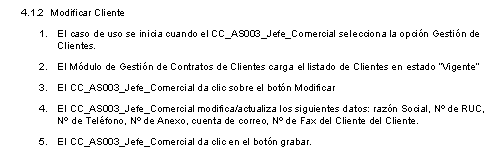 4.1.2 Modificar Cliente
1. El caso de uso se inicia cuando el CC_AS003_Jefe_Comercial selecciona la opción Gestión de
Clientes.
2. El Módulo de Gestión de Contratos de Clientes carga el listado de Clientes en estado "Vigente"
3. El CC_AS003_Jefe_Comercial da clic sobre el botón Modificar
4. El CC_AS003_Jefe_Comercial modifica/actualiza los siguientes datos: razón Social, Nº de RUC,
Nº de Teléfono, Nº de Anexo, cuenta de correo, Nº de Fax del Cliente del Cliente.
5. El CC_AS003_Jefe_Comercial da clic en el botón grabar.